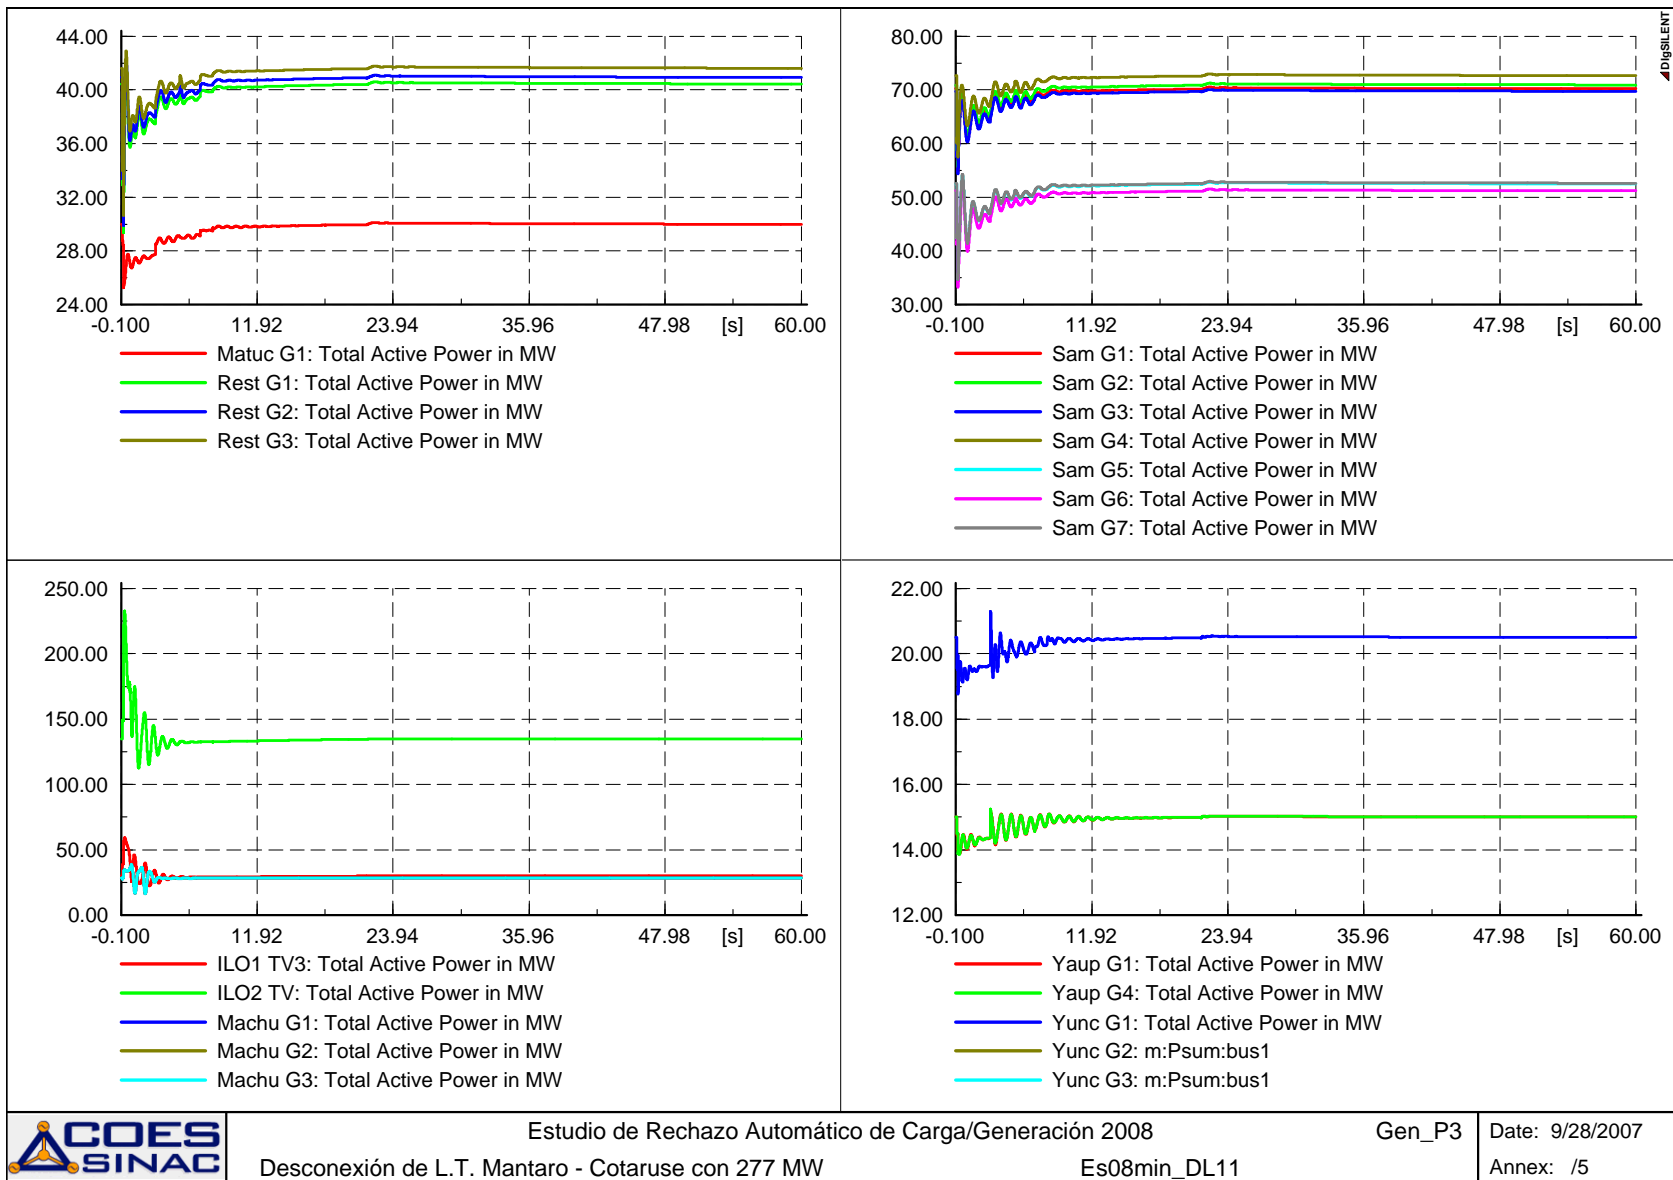 44.00
40.00
36.00
32.00
28.00
24.00
-0.100
11.92
23.94
35.96
47.98
[s]
60.00
Matuc G1: Total Active Power in MW
Rest G1: Total Active Power in MW
Rest G2: Total Active Power in MW
Rest G3: Total Active Power in MW
DIgSILENT
80.00
70.00
60.00
50.00
40.00
30.00
-0.100
11.92
23.94
35.96
47.98
[s]
60.00
Sam G1: Total Active Power in MW
Sam G2: Total Active Power in MW
Sam G3: Total Active Power in MW
Sam G4: Total Active Power in MW
Sam G5: Total Active Power in MW
Sam G6: Total Active Power in MW
Sam G7: Total Active Power in MW
250.00
200.00
150.00
100.00
50.00
0.00
-0.100
11.92
23.94
35.96
47.98
[s]
60.00
ILO1 TV3: Total Active Power in MW
ILO2 TV: Total Active Power in MW
Machu G1: Total Active Power in MW
Machu G2: Total Active Power in MW
Machu G3: Total Active Power in MW
22.00
20.00
18.00
16.00
14.00
12.00
-0.100
11.92
23.94
35.96
47.98
[s]
60.00
Yaup G1: Total Active Power in MW
Yaup G4: Total Active Power in MW
Yunc G1: Total Active Power in MW
Yunc G2: m:Psum:bus1
Yunc G3: m:Psum:bus1
COES
SINAC
Estudio de Rechazo Automático de Carga/Generación 2008
Gen_P3
Desconexión de L.T. Mantaro - Cotaruse con 277 MW
Es08min_DL11
Date: 9/28/2007
Annex: /5